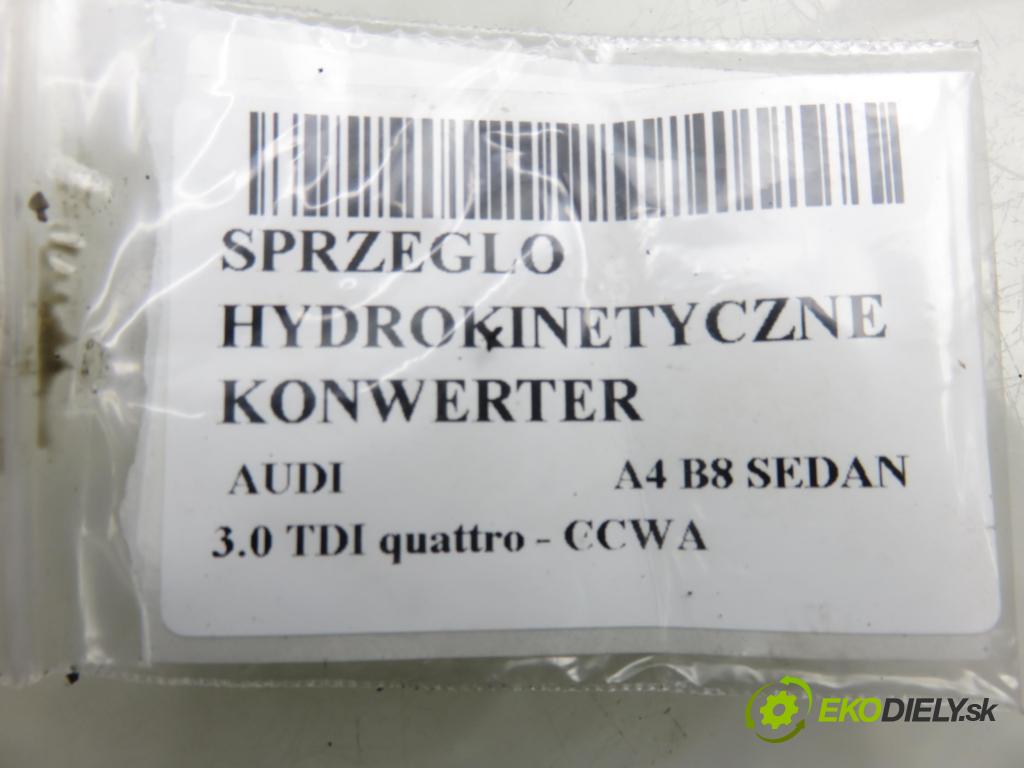 SPRZEGLO
HYDROKINETYCZNE
KONWERTER
AUDI A4 B8 SEDAN
3.0 TDI quattro - CCWA
EKODIELY.sk